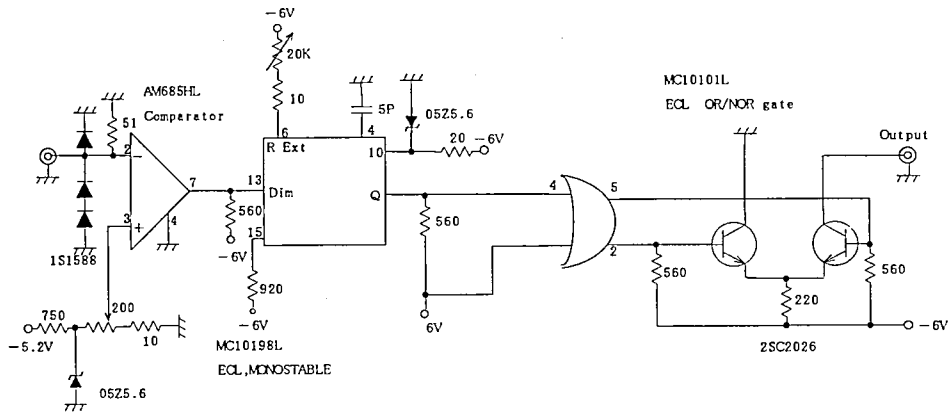 -6V
20K
10
AM685HL
Comparator
51
5P
05Z5.6
MC10101L
ECL OR/NOR gate
Output
6
4
R Ext
10
20
-6V
2
-
7
13
Dim
Q
4
5
3
+
4
560
-6V
15
560
2
560
560
1S1588
920
220
750
200
10
-5.2V
-6V
6V
-6V
MC10198L
ECL,MONOSTABLE
2SC2026
05Z5.6